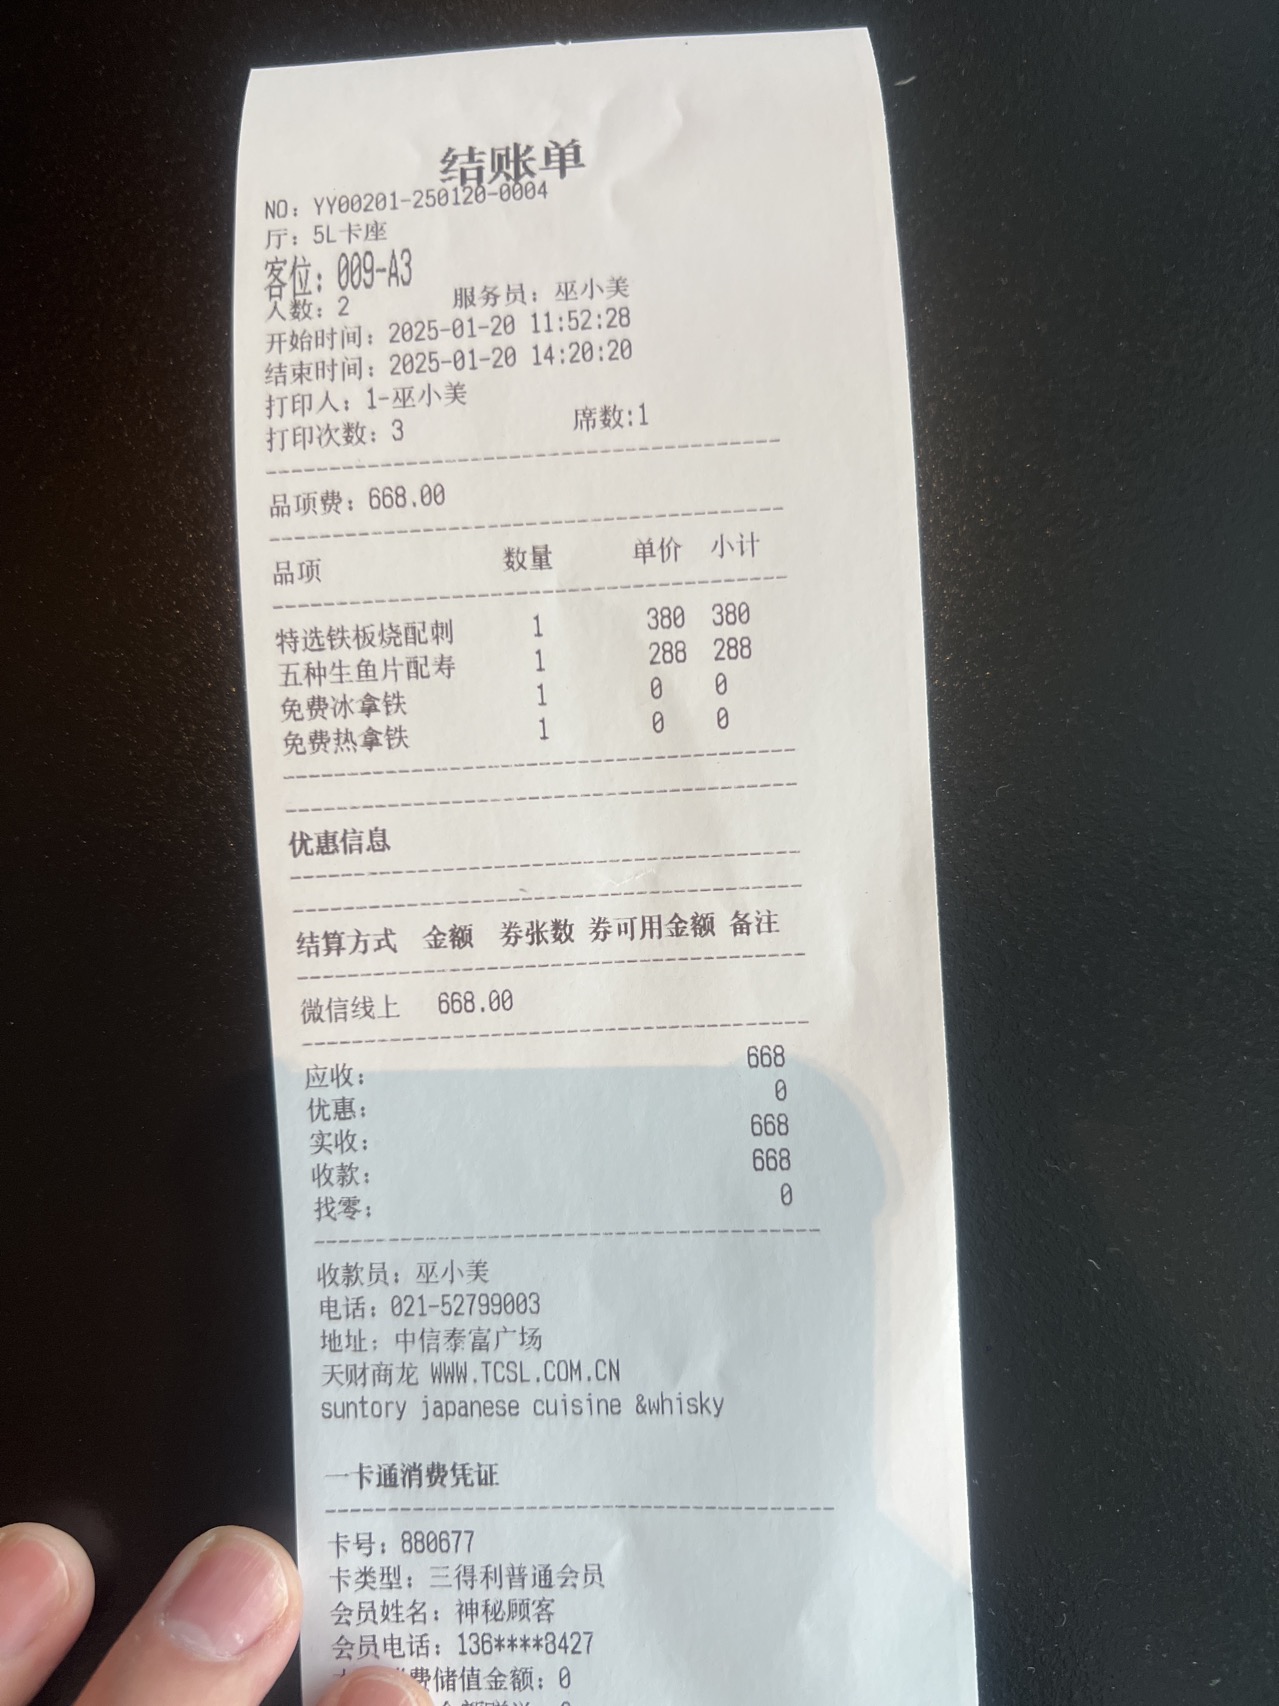 结账单
NO: YY00201-250120-0004
厅: 5L卡座
客位: 009-A3
人数: 2 服务员: 巫小美
开始时间: 2025-01-20 11:52:28
结束时间: 2025-01-20 14:20:20
打印人: 1-巫小美
打印次数: 3 席数:1
品项费: 668.00
品项 数量 单价 小计
特选铁板烧配刺 1 380 380
五种生鱼片配寿 1 288 288
免费冰拿铁 1 0 0
免费热拿铁 1 0 0
优惠信息
结算方式 金额 券张数 券可用金额 备注
微信线上 668.00
应收: 668
优惠: 0
实收: 668
收款: 668
找零: 0
收款员: 巫小美
电话: 021-52799003
地址: 中信泰富广场
天财商龙 WWW.TCSL.COM.CN
suntory japanese cuisine &whisky
一卡通消费凭证
卡号: 880677
卡类型: 三得利普通会员
会员姓名: 神秘顾客
会员电话: 136****8427
费储值金额: 0